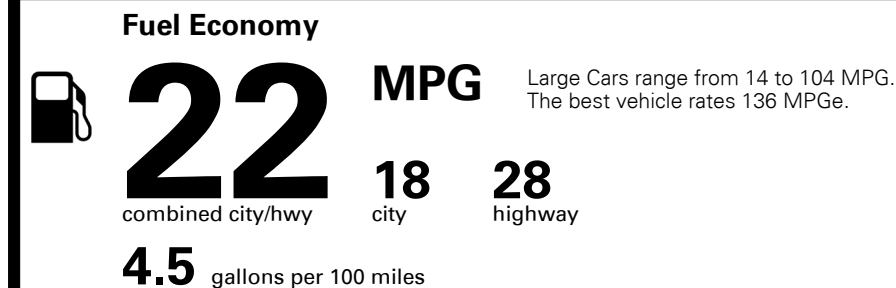 Fuel Economy
22 MPG
Large Cars range from 14 to 104 MPG.
The best vehicle rates 136 MPGe.
18 28
combined city/hwy city highway
4.5 gallons per 100 miles